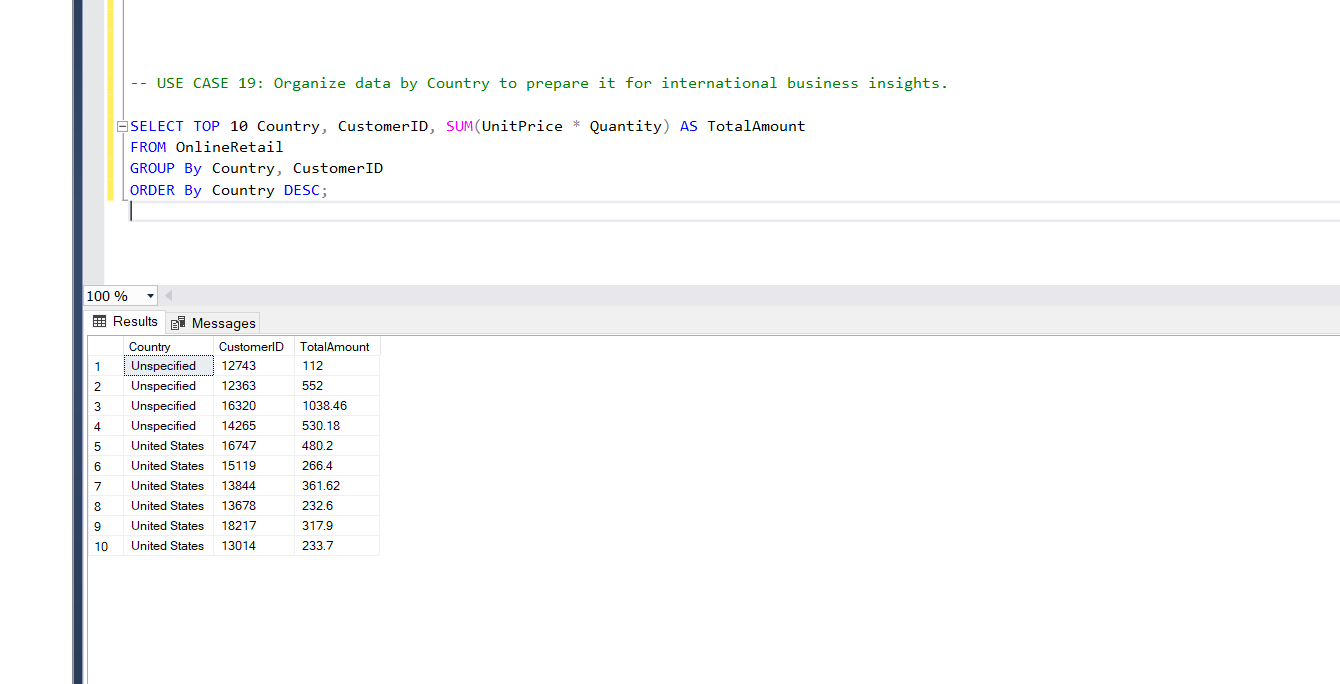 -- USE CASE 19: Organize data by Country to prepare it for international business insights.
SELECT TOP 10 Country, CustomerID, SUM(UnitPrice * Quantity) AS TotalAmount
FROM OnlineRetail
GROUP By Country, CustomerID
ORDER By Country DESC;
100 %
Results Messages
Country CustomerID TotalAmount
1 Unspecified 12743 112
2 Unspecified 12363 552
3 Unspecified 16320 1038.46
4 Unspecified 14265 530.18
5 United States 16747 480.2
6 United States 15119 266.4
7 United States 13844 361.62
8 United States 13678 232.6
9 United States 18217 317.9
10 United States 13014 233.7